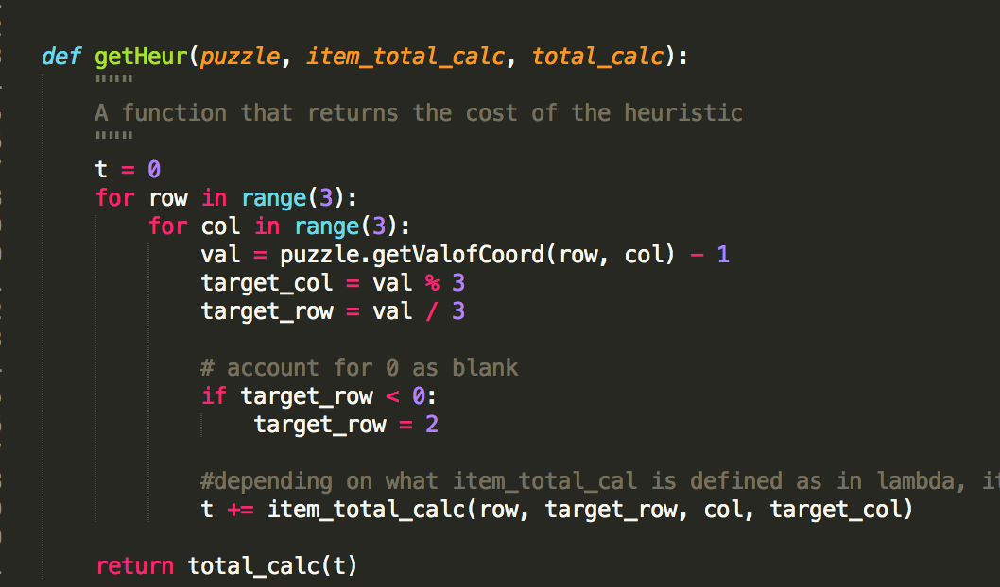 def getHeur(puzzle, item_total_calc, total_calc):
"""
A function that returns the cost of the heuristic
"""
t = 0
for row in range(3):
for col in range(3):
val = puzzle.getValofCoord(row, col) - 1
target_col = val % 3
target_row = val / 3
# account for 0 as blank
if target_row < 0:
target_row = 2
#depending on what item_total_cal is defined as in lambda,
t += item_total_calc(row, target_row, col, target_col)
return total_calc(t)